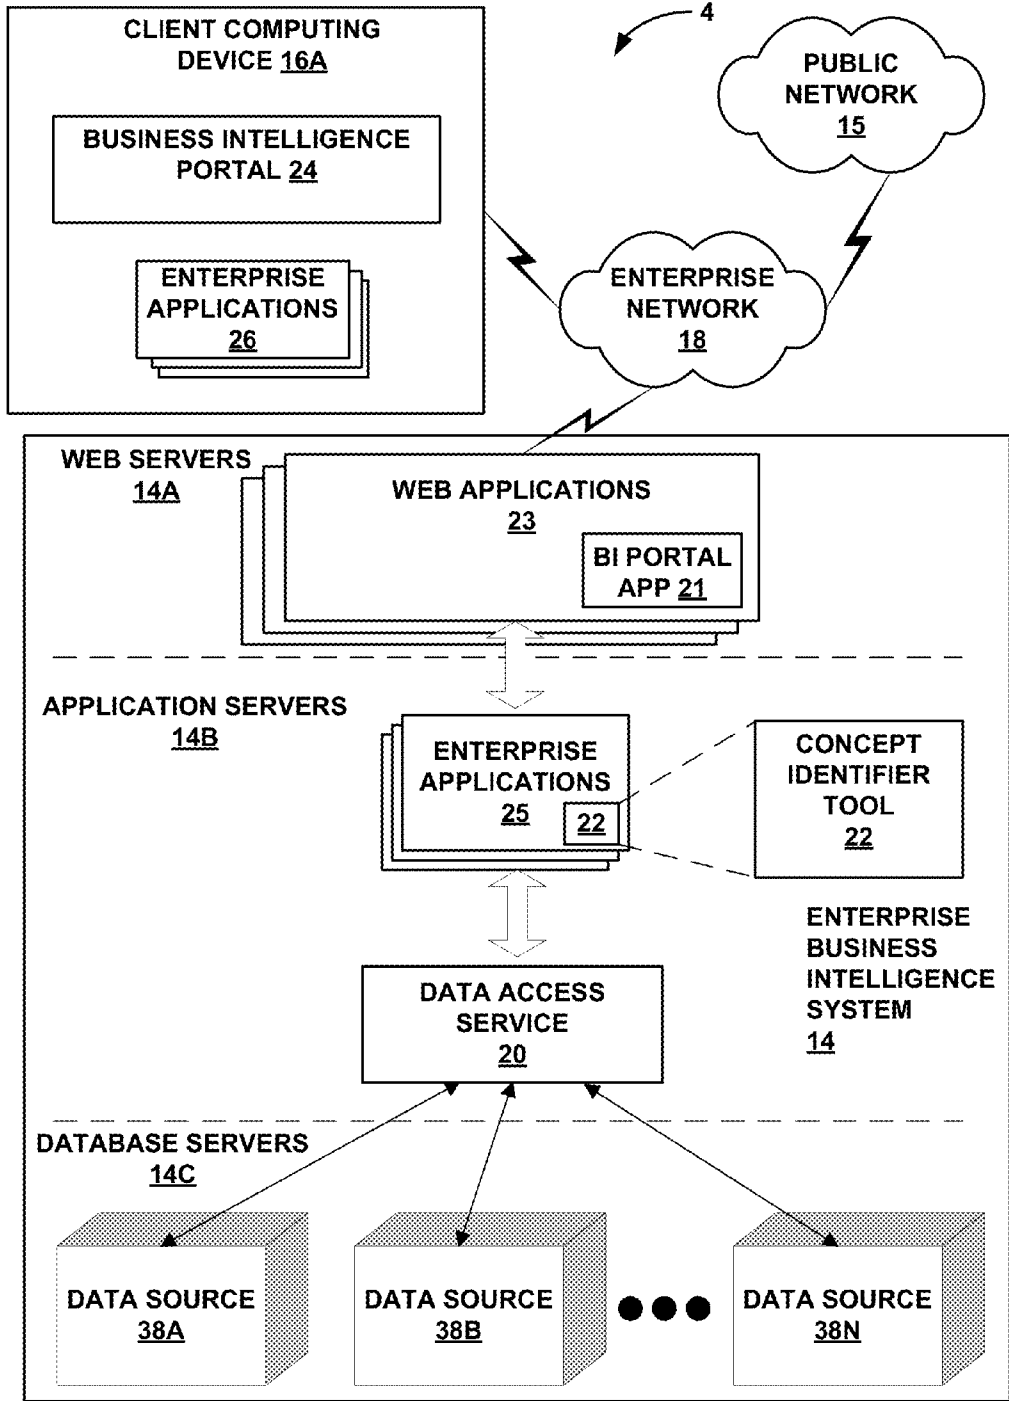 CLIENT COMPUTING
DEVICE 16A
BUSINESS INTELLIGENCE
PORTAL 24
ENTERPRISE
APPLICATIONS
26
4
PUBLIC
NETWORK
15
ENTERPRISE
NETWORK
18
WEB SERVERS
14A
WEB APPLICATIONS
23
BI PORTAL
APP 21
APPLICATION SERVERS
14B
ENTERPRISE
APPLICATIONS
25
22
CONCEPT
IDENTIFIER
TOOL
22
ENTERPRISE
BUSINESS
INTELLIGENCE
SYSTEM
14
DATA ACCESS
SERVICE
20
DATABASE SERVERS
14C
DATA SOURCE
38A
DATA SOURCE
38B
DATA SOURCE
38N